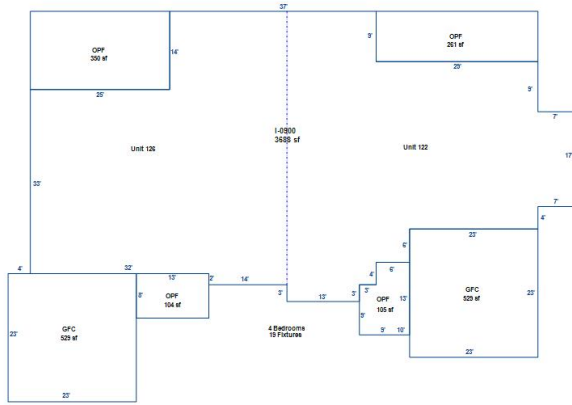 37'
OPF
350 sf
14'
9'
OPF
261 sf
25'
29'
9'
7'
I-0900
3688 sf
Unit 126
Unit 122
17'
33'
7'
4'
23'
6'
4'
32'
13'
2'
14'
4'
6'
3'
3'
3'
13'
8'
OPF
104 sf
OPF
105 sf
13'
GFC
529 sf
23'
23'
GFC
529 sf
4 Bedrooms
19 Fixtures
9'
10'
23'
23'